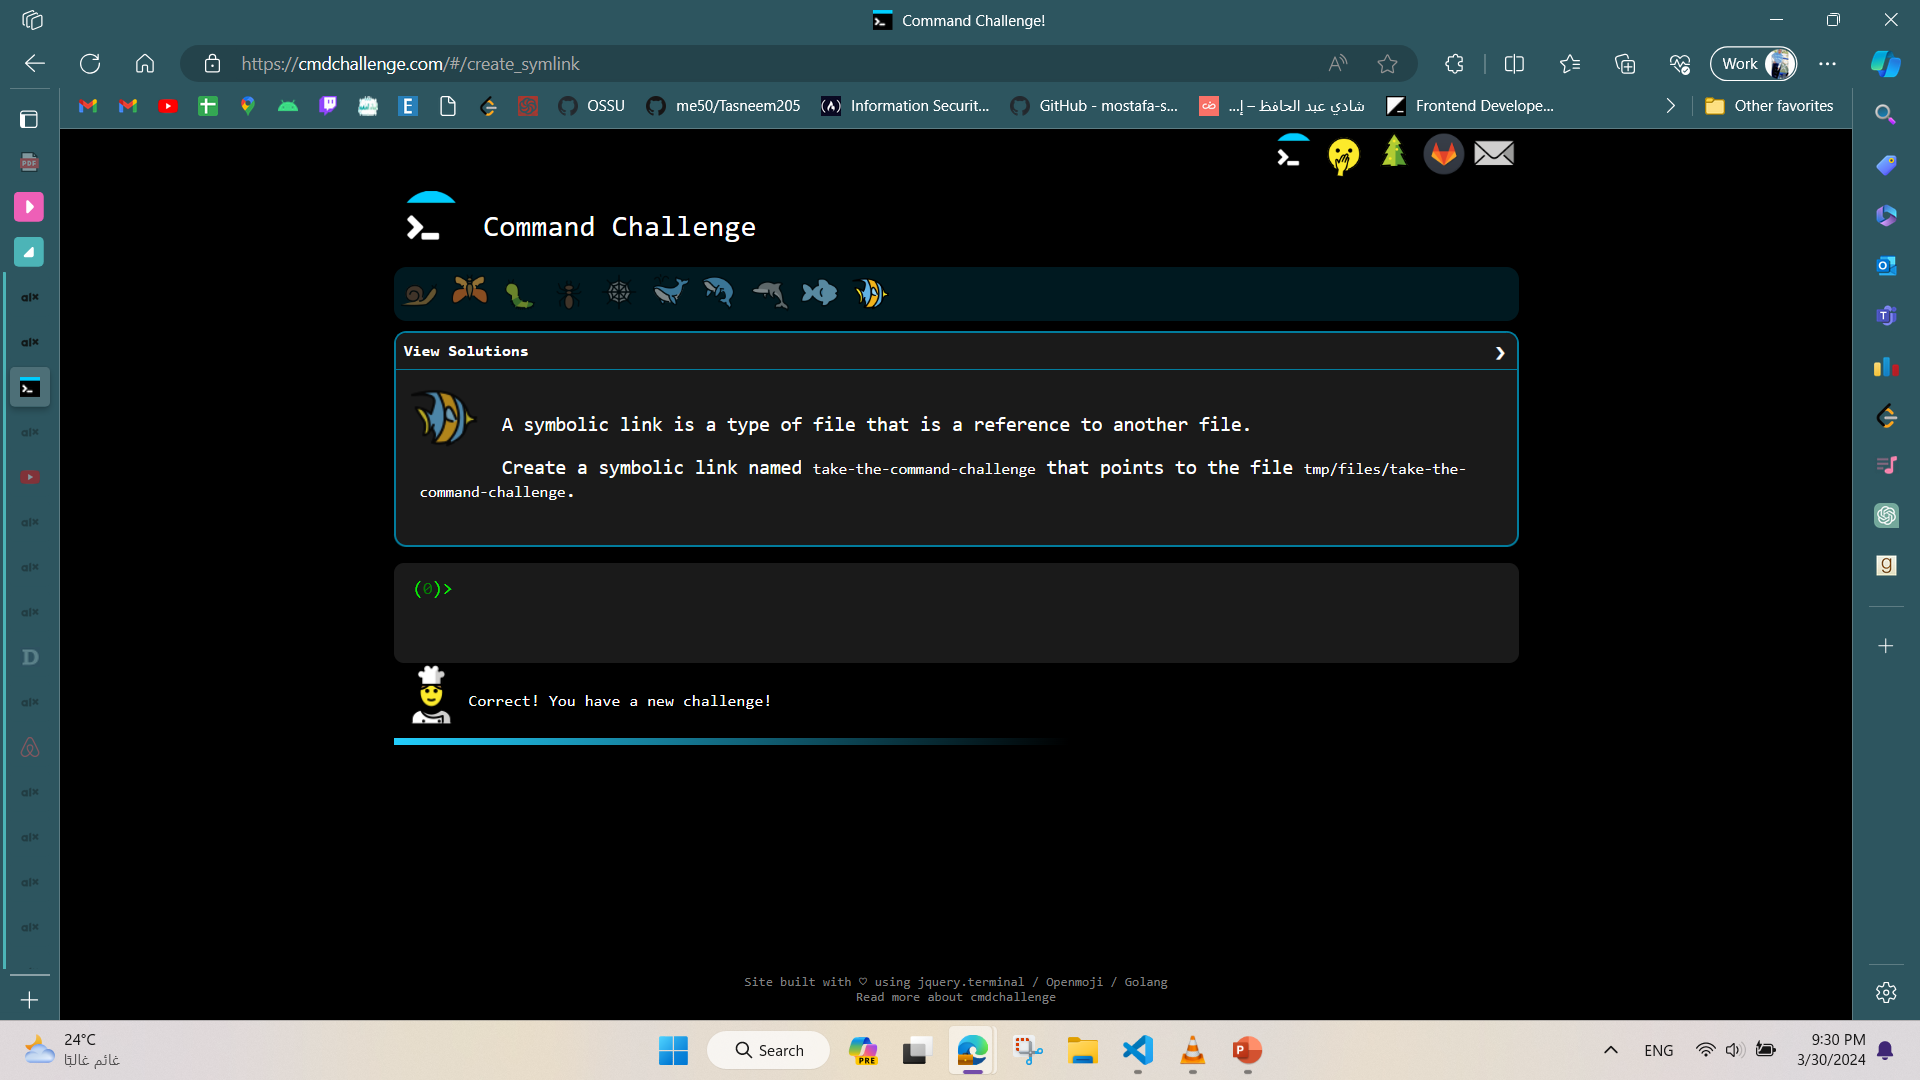 Command Challenge!
https://cmdchallenge.com/#/create_symlink
Work
OSSU
me50/Tasneem205
Information Securit...
GitHub - mostafa-s...
شادي عبد الحافظ – إ...
Frontend Develope...
Other favorites
Command Challenge
View Solutions
A symbolic link is a type of file that is a reference to another file.
Create a symbolic link named take-the-command-challenge that points to the file tmp/files/take-the-
command-challenge.
(0)>
Correct! You have a new challenge!
Site built with ♡ using jquery.terminal / Openmoji / Golang
Read more about cmdchallenge
24°C
غائم غالبًا
Search
PRE
ENG
9:30 PM
3/30/2024